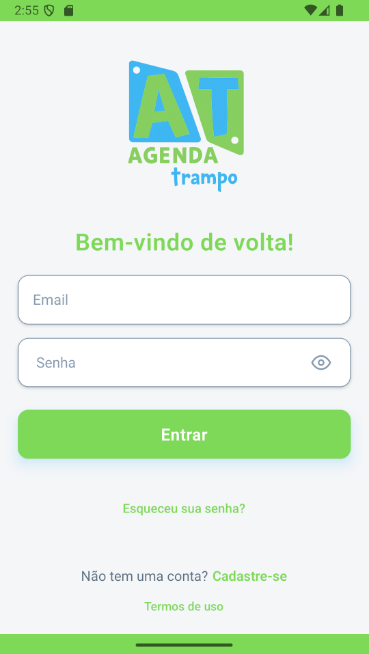 2:55
AT
AGENDA
trampo
Bem-vindo de volta!
Email
Senha
Entrar
Esqueceu sua senha?
Não tem uma conta? Cadastre-se
Termos de uso